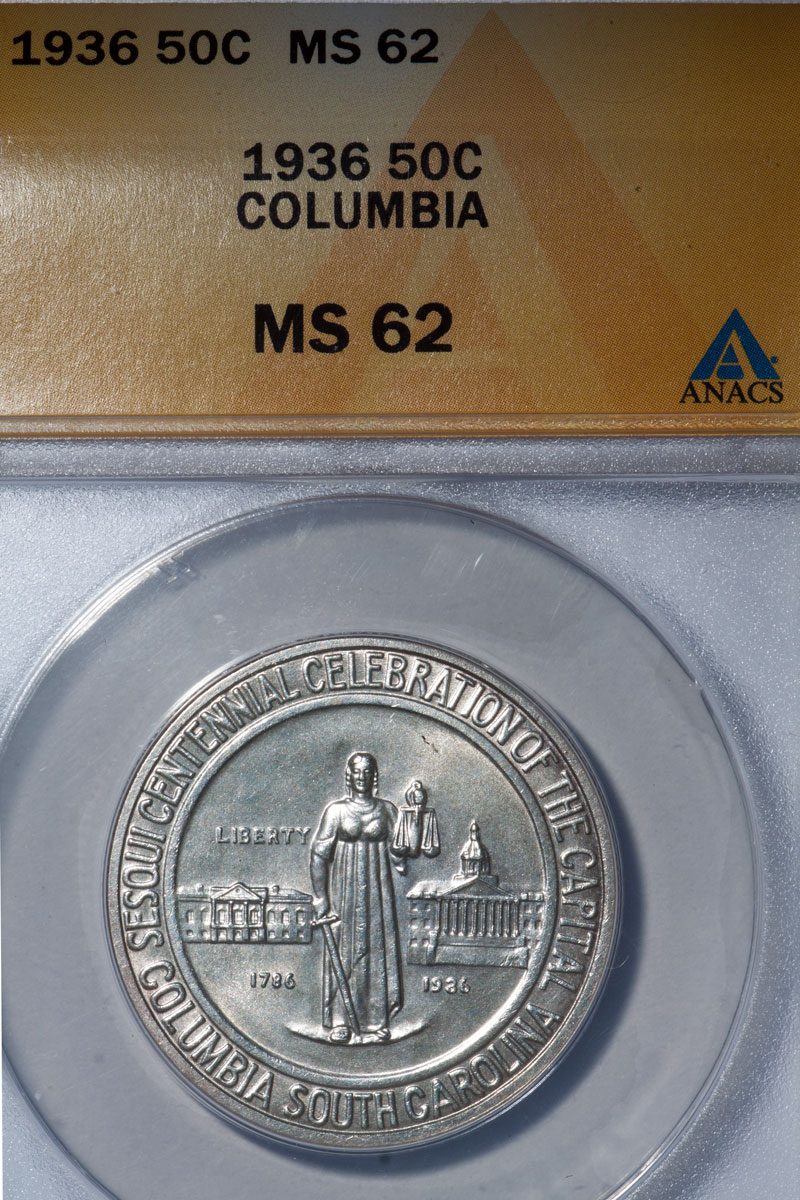 1936 50C MS 62
1936 50C
COLUMBIA
MS 62
ANACS
SESQUI CENTENNIAL CELEBRATION OF THE CAPITAL
COLUMBIA SOUTH CAROLINA
LIBERTY
1786 1936